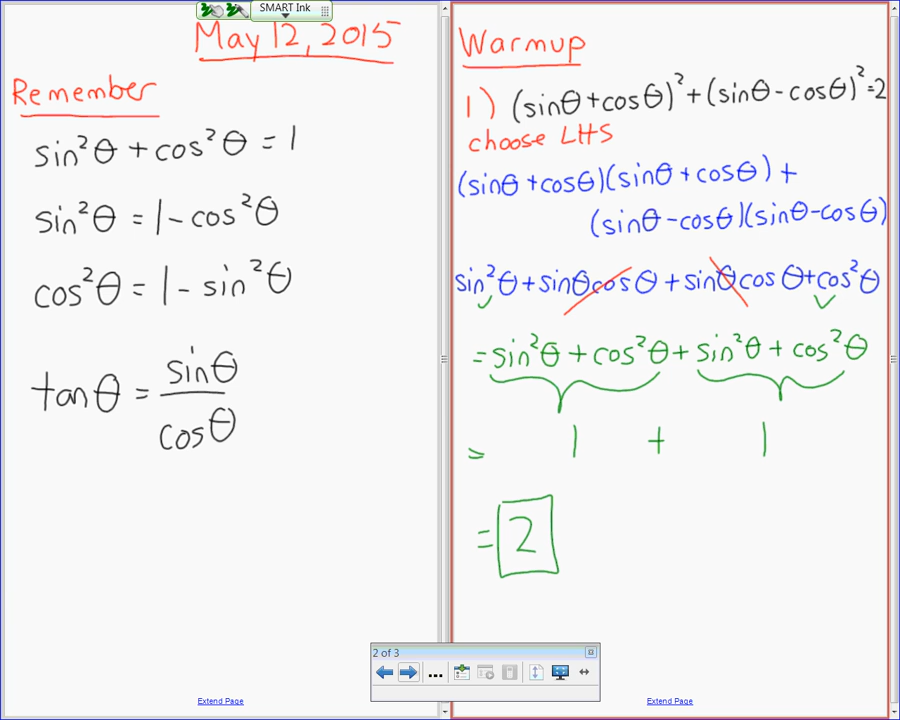 SMART Ink
May 12, 2015
Remember
sin²θ + cos²θ = 1
sin²θ = 1 - cos²θ
cos²θ = 1 - sin²θ
tanθ = sinθ / cosθ
Warmup
1) (sinθ + cosθ)² + (sinθ - cosθ)² = 2
choose LHS
(sinθ + cosθ)(sinθ + cosθ) +
(sinθ - cosθ)(sinθ - cosθ)
sin²θ + sinθcosθ + sinθcosθ + cos²θ
= sin²θ + cos²θ + sin²θ + cos²θ
= 1 + 1
= 2
2 of 3
Extend Page
Extend Page